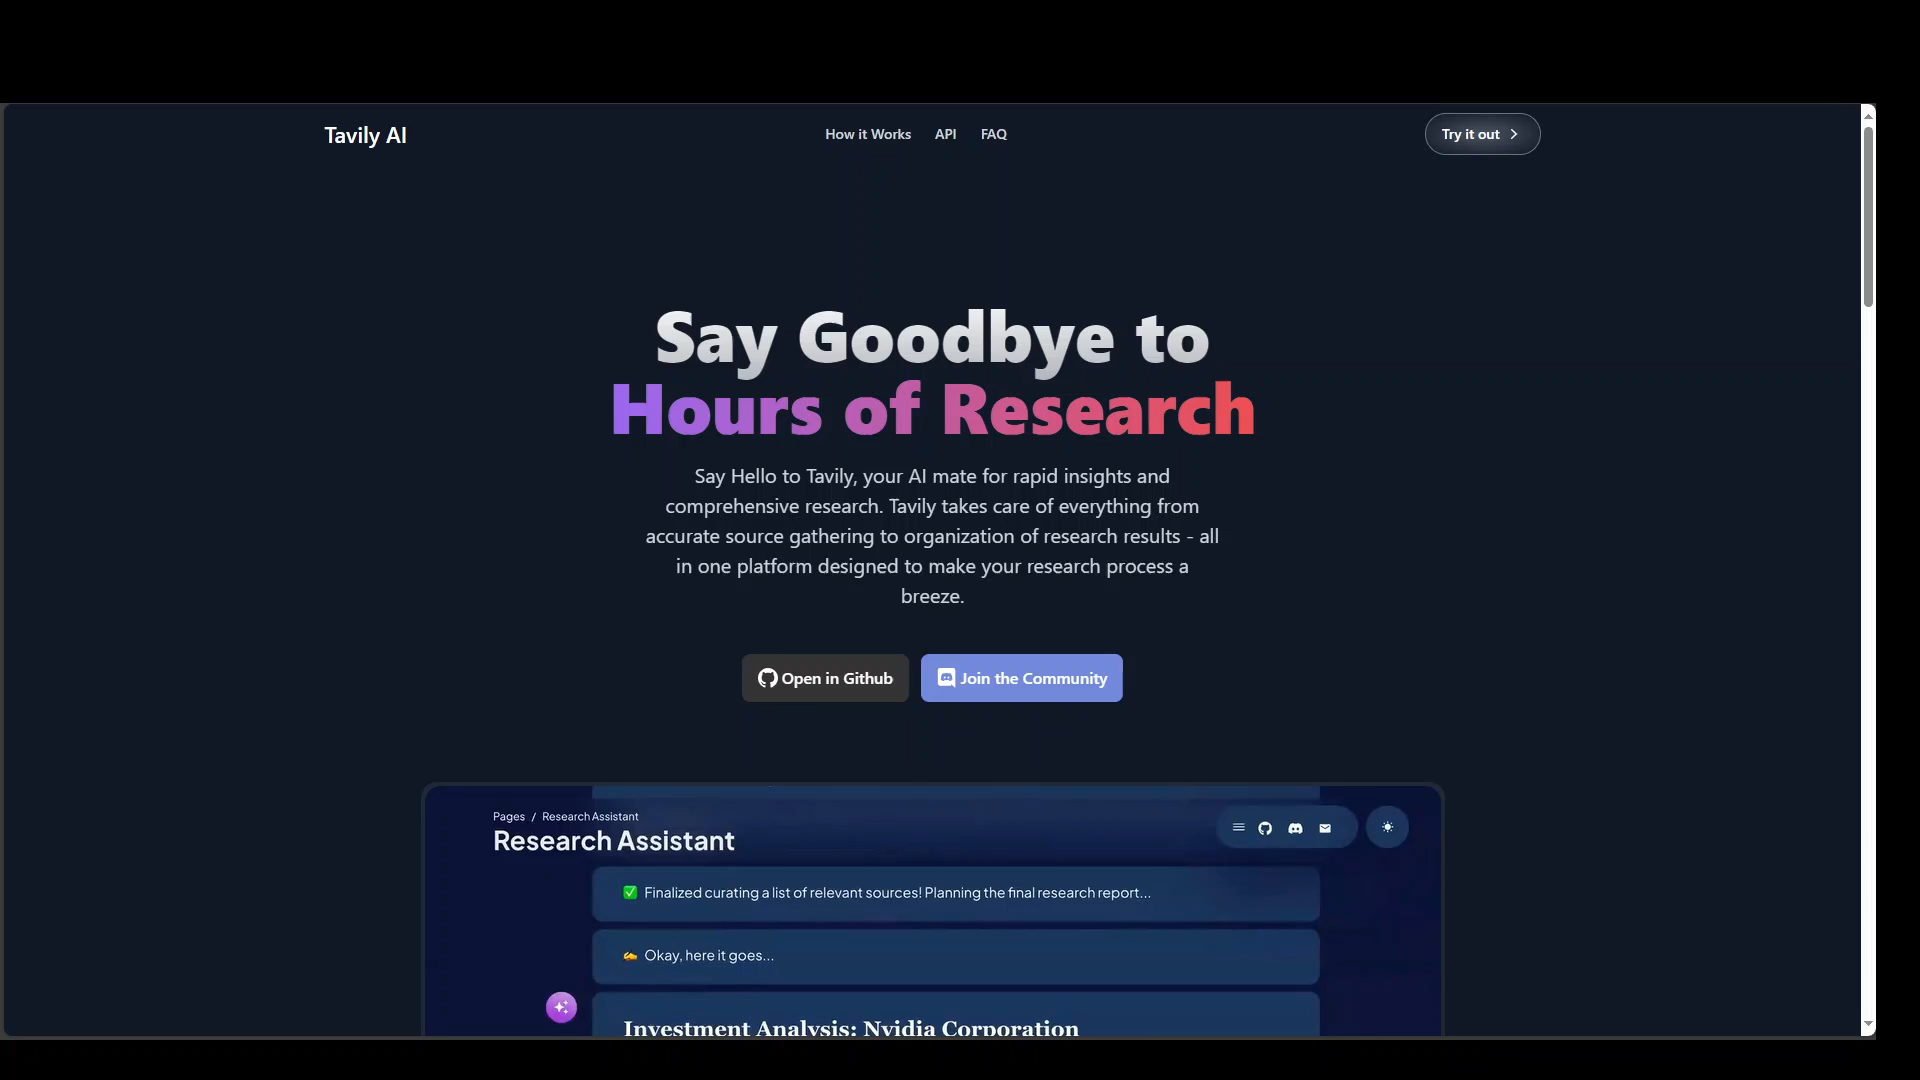 Tavily AI
How it Works
API
FAQ
Try it out
Say Goodbye to
Hours of Research
Say Hello to Tavily, your AI mate for rapid insights and
comprehensive research. Tavily takes care of everything from
accurate source gathering to organization of research results - all
in one platform designed to make your research process a
breeze.
Open in Github
Join the Community
Pages / Research Assistant
Research Assistant
✅ Finalized curating a list of relevant sources! Planning the final research report...
✍️ Okay, here it goes...
Investment Analysis: Nvidia Corporation